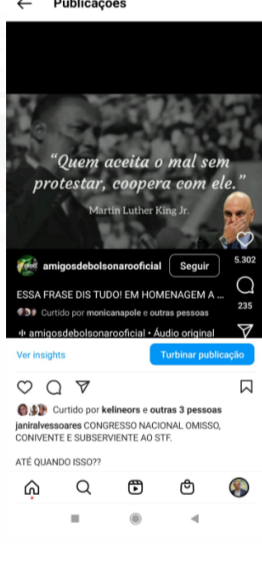 Publicações
“Quem aceita o mal sem
protestar, coopera com ele.”
Martin Luther King Jr.
amigosdebolsonarooficial
Seguir
5.302
ESSA FRASE DIS TUDO! EM HOMENAGEM A ...
235
Curtido por monicanapole e outras pessoas
amigosdebolsonarooficial • Áudio original
Ver insights
Turbinar publicação
Curtido por kelineors e outras 3 pessoas
janiralvessoares CONGRESSO NACIONAL OMISSO,
CONIVENTE E SUBSERVIENTE AO STF.
ATÉ QUANDO ISSO??